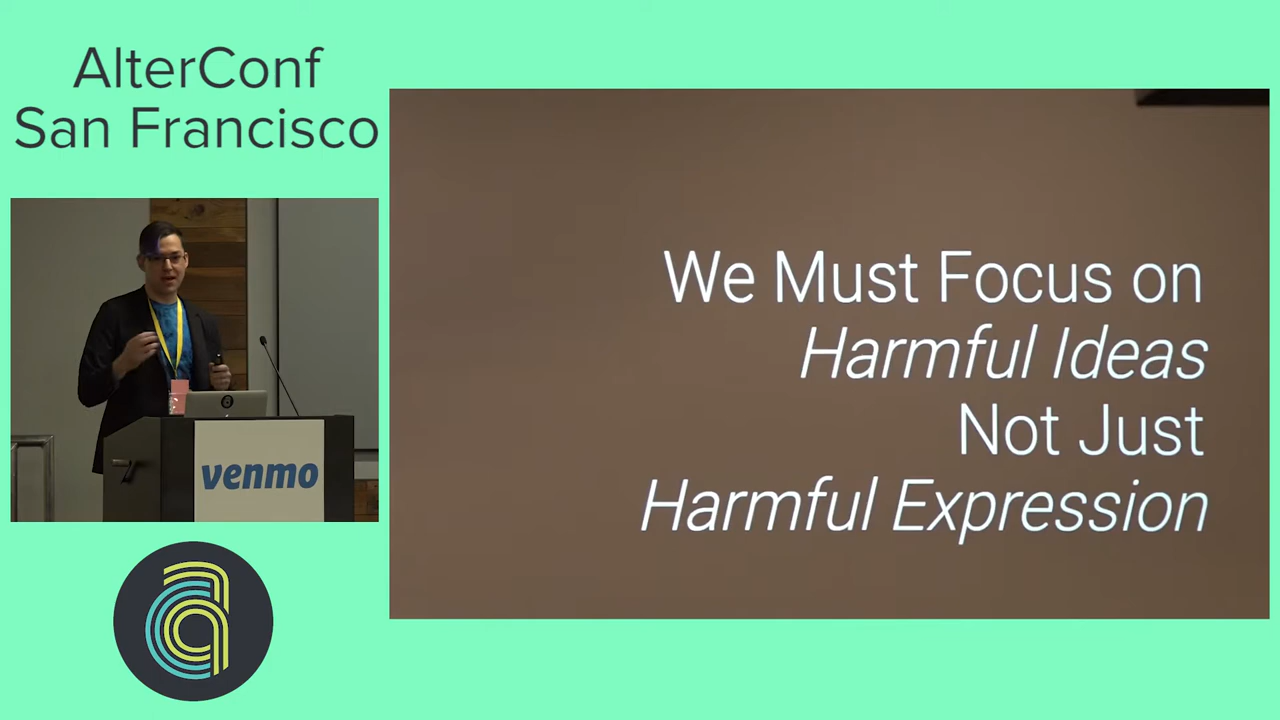 AlterConf
San Francisco
We Must Focus on
Harmful Ideas
Not Just
Harmful Expression
venmo